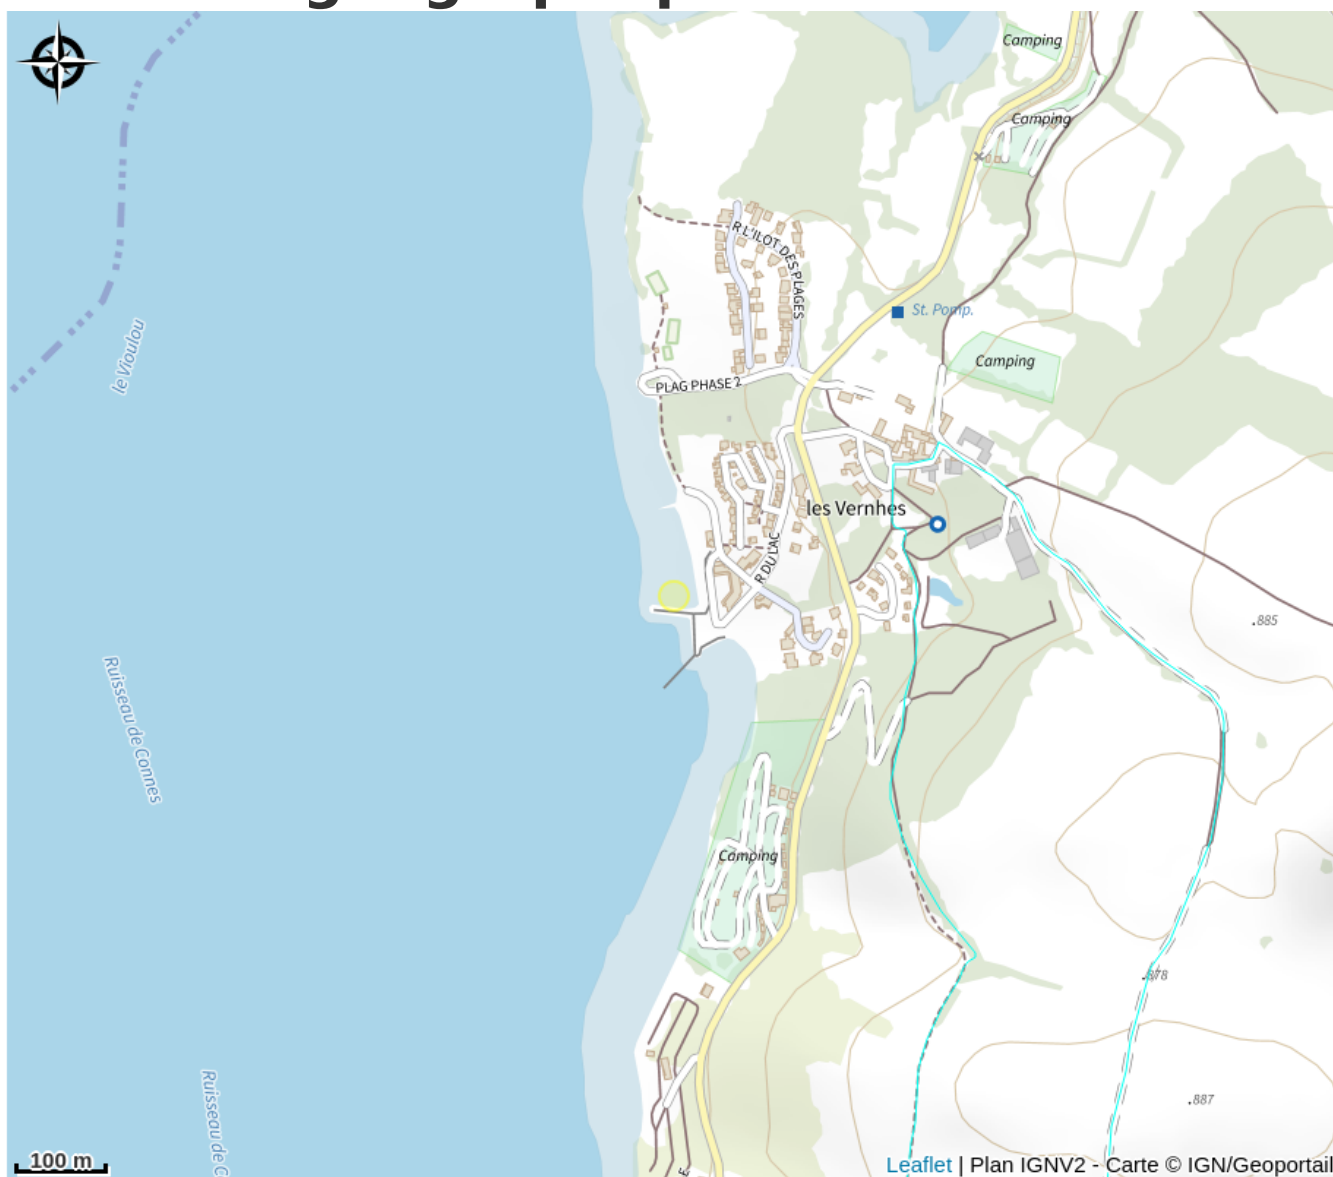 Camping
Camping
R L'ILOT DES PLAGES
St. Pomp.
le Vioulou
Camping
PLAG PHASE 2
les Vernhes
R DU LAC
.885
Ruisseau de Connes
Camping
.878
Ruisseau de C
.887
100 m
Leaflet | Plan IGNV2 - Carte © IGN/Geoportail